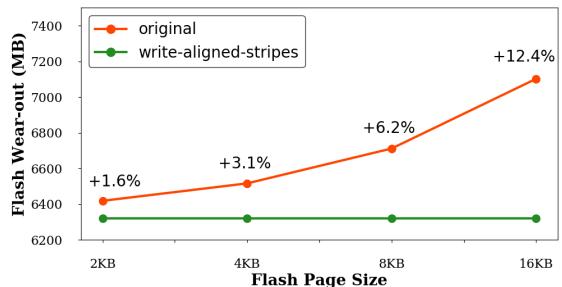 7400
7200
7000
6800
6600
6400
6200
Flash Wear-out (MB)
original
write-aligned-stripes
+1.6%
+3.1%
+6.2%
+12.4%
2KB
4KB
8KB
16KB
Flash Page Size